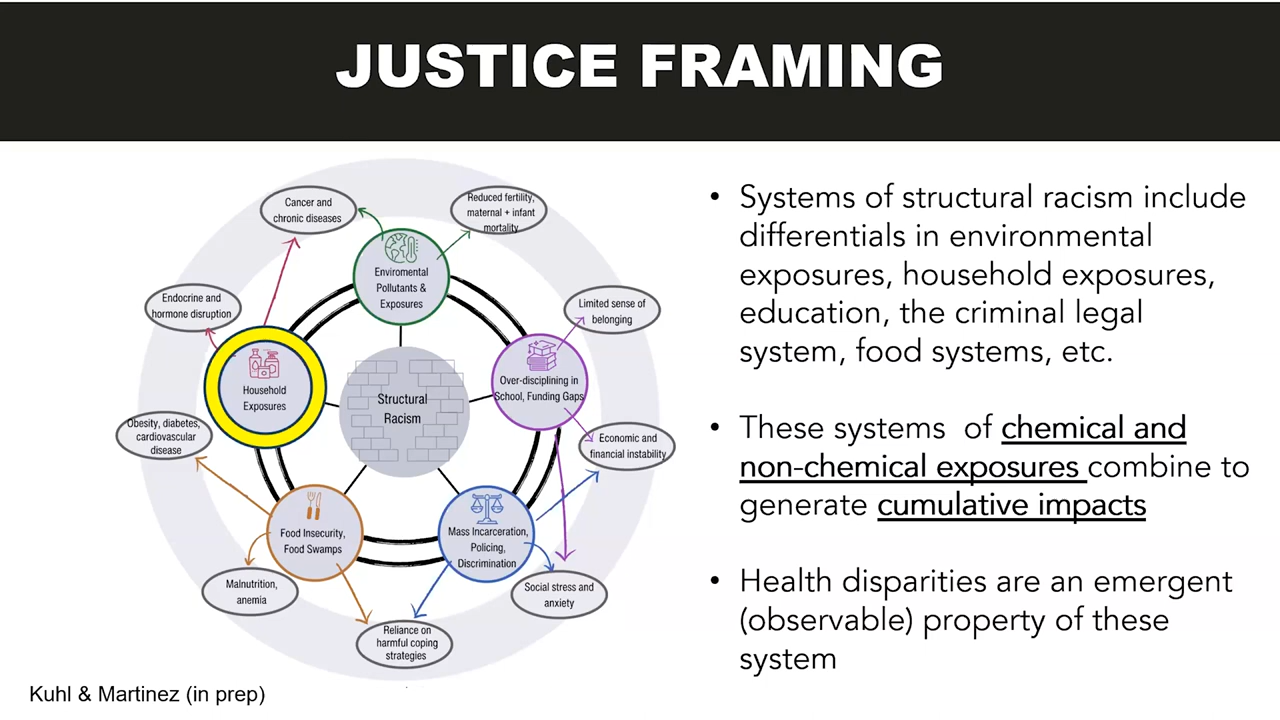 JUSTICE FRAMING
Cancer and
chronic diseases
Reduced fertility,
maternal + infant
mortality
Enviromental
Pollutants &
Exposures
Endocrine and
hormone disruption
Limited sense of
belonging
Household
Exposures
Structural
Racism
Over-disciplining in
School, Funding Gaps
Obesity, diabetes,
cardiovascular
disease
Economic and
financial instability
Food Insecurity,
Food Swamps
Mass Incarceration,
Policing,
Discrimination
Malnutrition,
anemia
Social stress and
anxiety
Reliance on
harmful coping
strategies
• Systems of structural racism include
differentials in environmental
exposures, household exposures,
education, the criminal legal
system, food systems, etc.
• These systems of chemical and
non-chemical exposures combine to
generate cumulative impacts
• Health disparities are an emergent
(observable) property of these
system
Kuhl & Martinez (in prep)